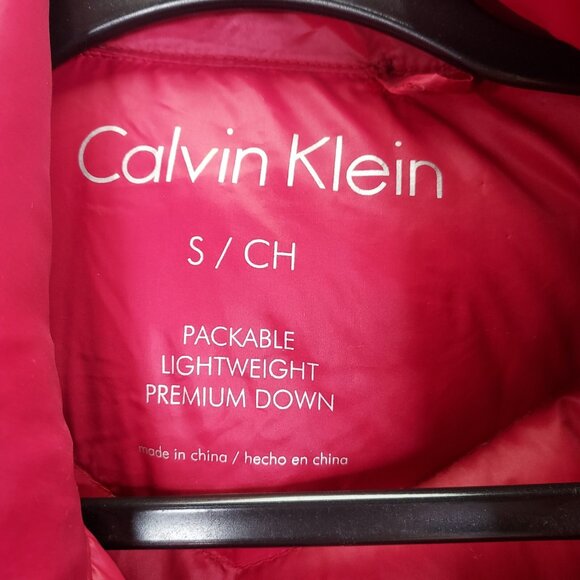 Calvin Klein
S / CH
PACKABLE
LIGHTWEIGHT
PREMIUM DOWN
made in china / hecho en china